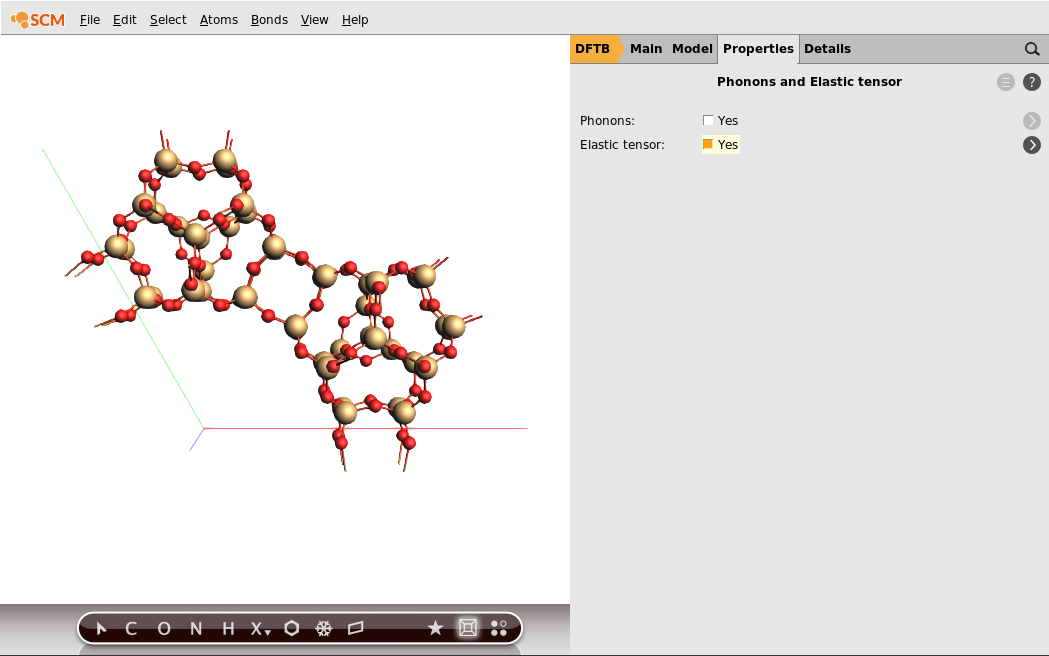 SCM File Edit Select Atoms Bonds View Help
DFTB Main Model Properties Details
Phonons and Elastic tensor
?
Phonons: Yes
Elastic tensor: Yes
C O N H X